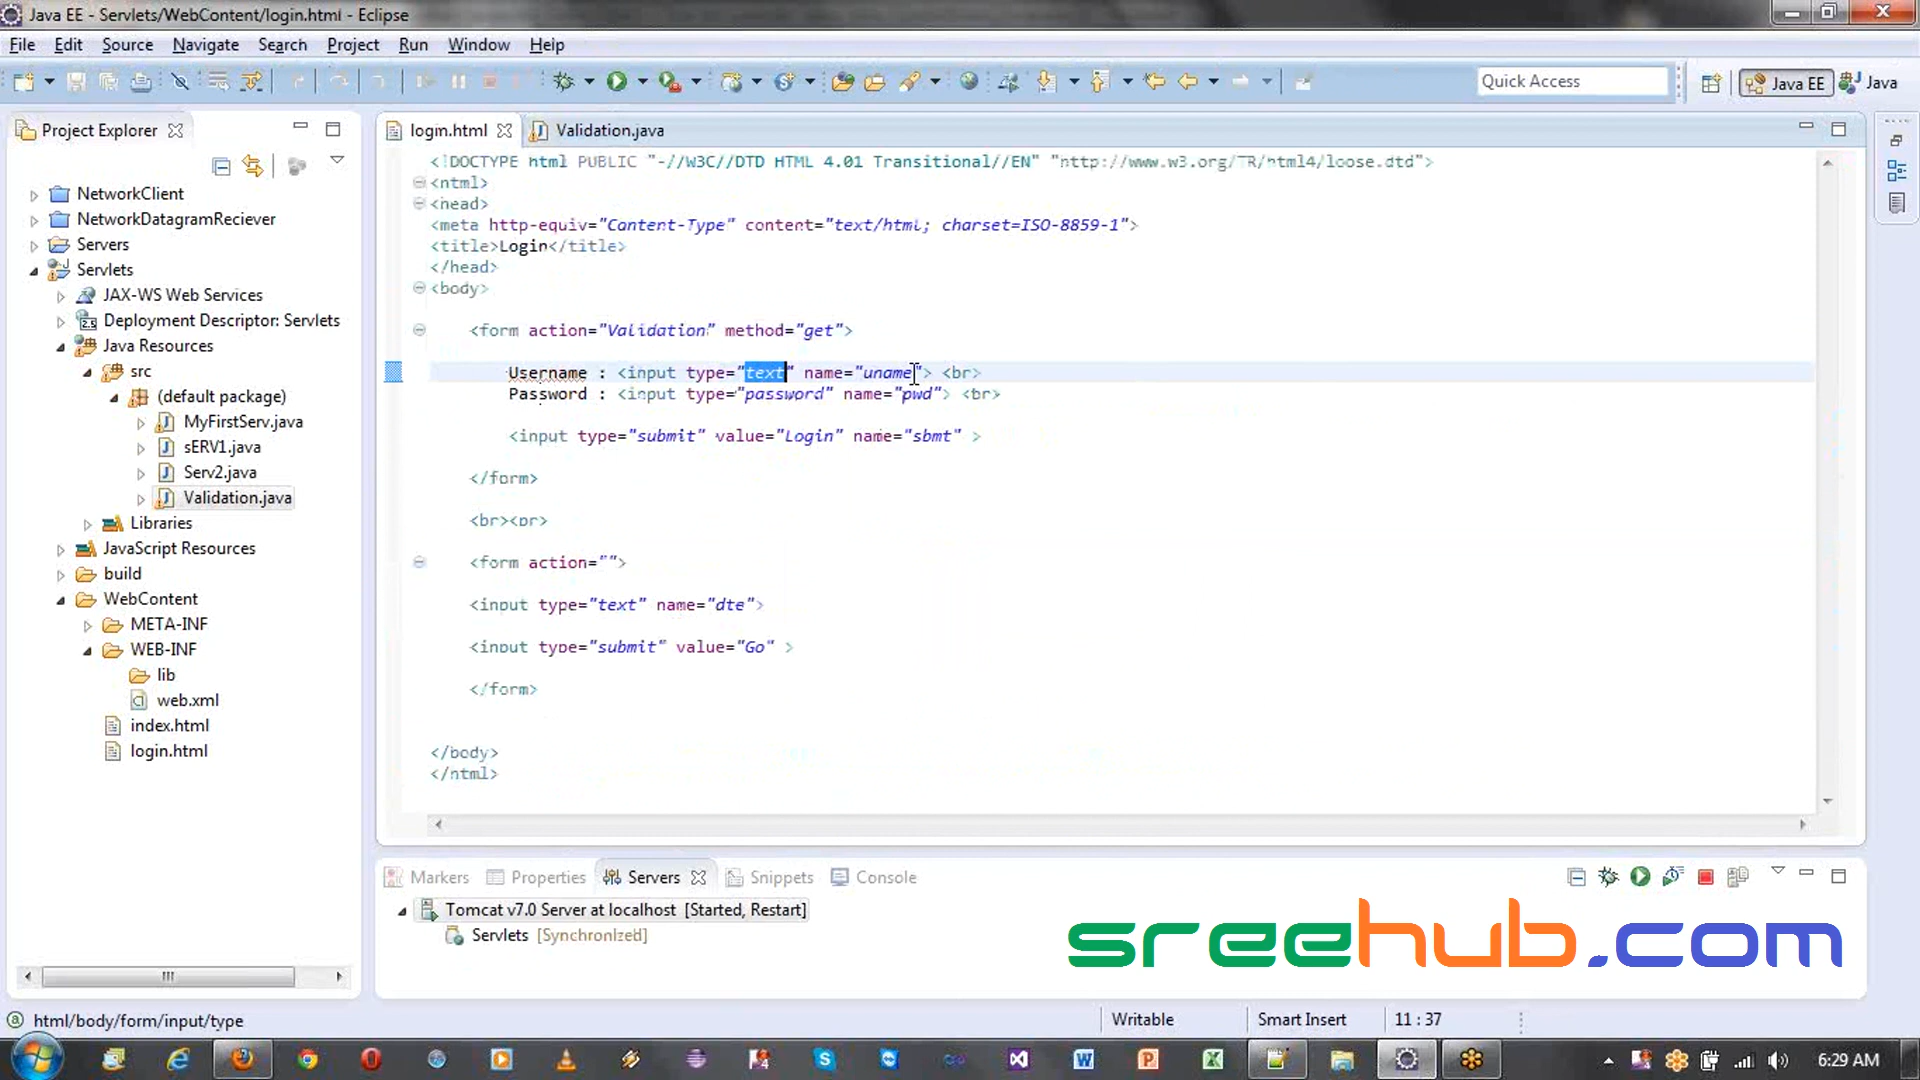 Java EE - Servlets/WebContent/login.html - Eclipse
File Edit Source Navigate Search Project Run Window Help
Quick Access
Java EE
Java
Project Explorer
NetworkClient
NetworkDatagramReciever
Servers
Servlets
JAX-WS Web Services
Deployment Descriptor: Servlets
Java Resources
src
(default package)
MyFirstServ.java
sERV1.java
Serv2.java
Validation.java
Libraries
JavaScript Resources
build
WebContent
META-INF
WEB-INF
lib
web.xml
index.html
login.html
login.html
Validation.java
<!DOCTYPE html PUBLIC "-//W3C//DTD HTML 4.01 Transitional//EN" "http://www.w3.org/TR/html4/loose.dtd">
<html>
<head>
<meta http-equiv="Content-Type" content="text/html; charset=ISO-8859-1">
<title>Login</title>
</head>
<body>
<form action="Validation" method="get">
Username : <input type="text" name="uname"> <br>
Password : <input type="password" name="pwd"> <br>
<input type="submit" value="Login" name="sbmt" >
</form>
<br><br>
<form action="">
<input type="text" name="dte">
<input type="submit" value="Go" >
</form>
</body>
</html>
Markers Properties Servers Snippets Console
Tomcat v7.0 Server at localhost [Started, Restart]
Servlets [Synchronized]
sreehub.com
html/body/form/input/type
Writable
Smart Insert
11 : 37
6:29 AM